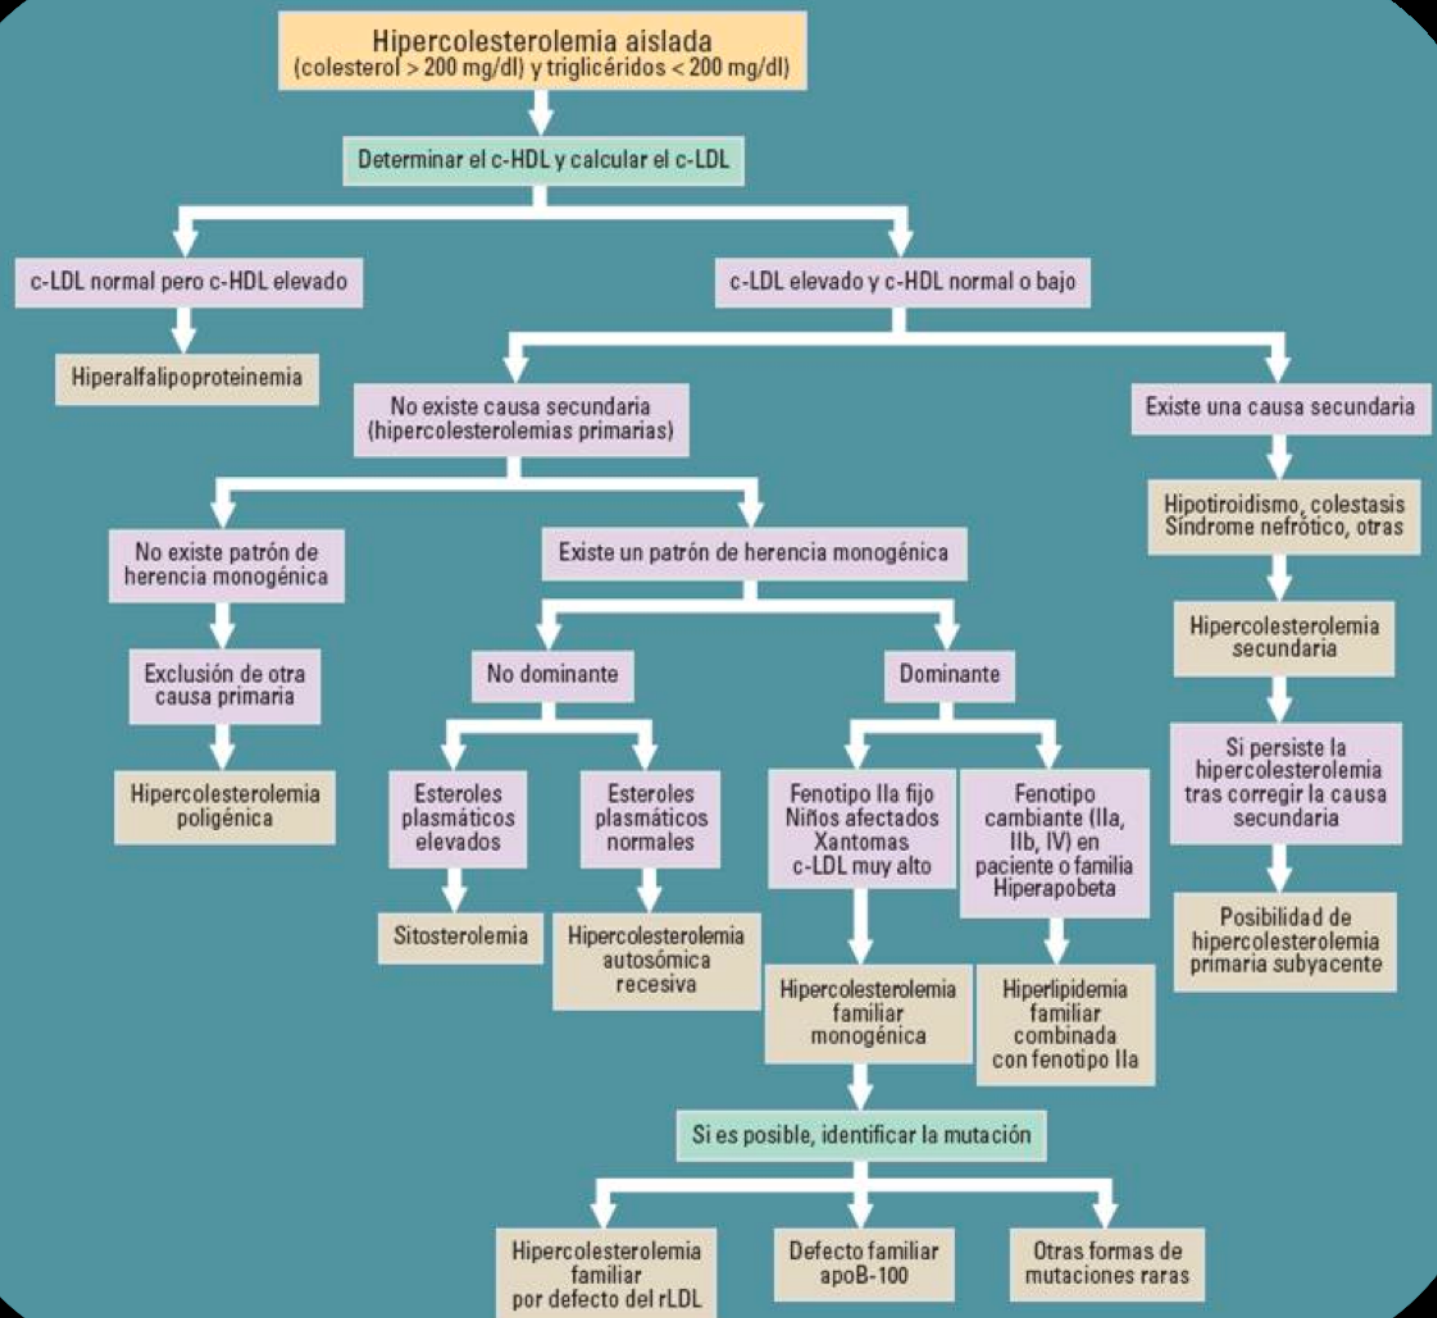 Hipercolesterolemia aislada
(colesterol > 200 mg/dl) y triglicéridos < 200 mg/dl)
Determinar el c-HDL y calcular el c-LDL
c-LDL normal pero c-HDL elevado
c-LDL elevado y c-HDL normal o bajo
Hiperalfalipoproteinemia
No existe causa secundaria
(hipercolesterolemias primarias)
Existe una causa secundaria
Hipotiroidismo, colestasis
Síndrome nefrótico, otras
No existe patrón de
herencia monogénica
Existe un patrón de herencia monogénica
Hipercolesterolemia
secundaria
Exclusión de otra
causa primaria
No dominante
Dominante
Si persiste la
hipercolesterolemia
tras corregir la causa
secundaria
Hipercolesterolemia
poligénica
Esteroles
plasmáticos
elevados
Esteroles
plasmáticos
normales
Fenotipo IIa fijo
Niños afectados
Xantomas
c-LDL muy alto
Fenotipo
cambiante (IIa,
IIb, IV) en
paciente o familia
Hiperapobeta
Posibilidad de
hipercolesterolemia
primaria subyacente
Sitosterolemia
Hipercolesterolemia
autosómica
recesiva
Hipercolesterolemia
familiar
monogénica
Hiperlipidemia
familiar
combinada
con fenotipo IIa
Si es posible, identificar la mutación
Hipercolesterolemia
familiar
por defecto del rLDL
Defecto familiar
apoB-100
Otras formas de
mutaciones raras